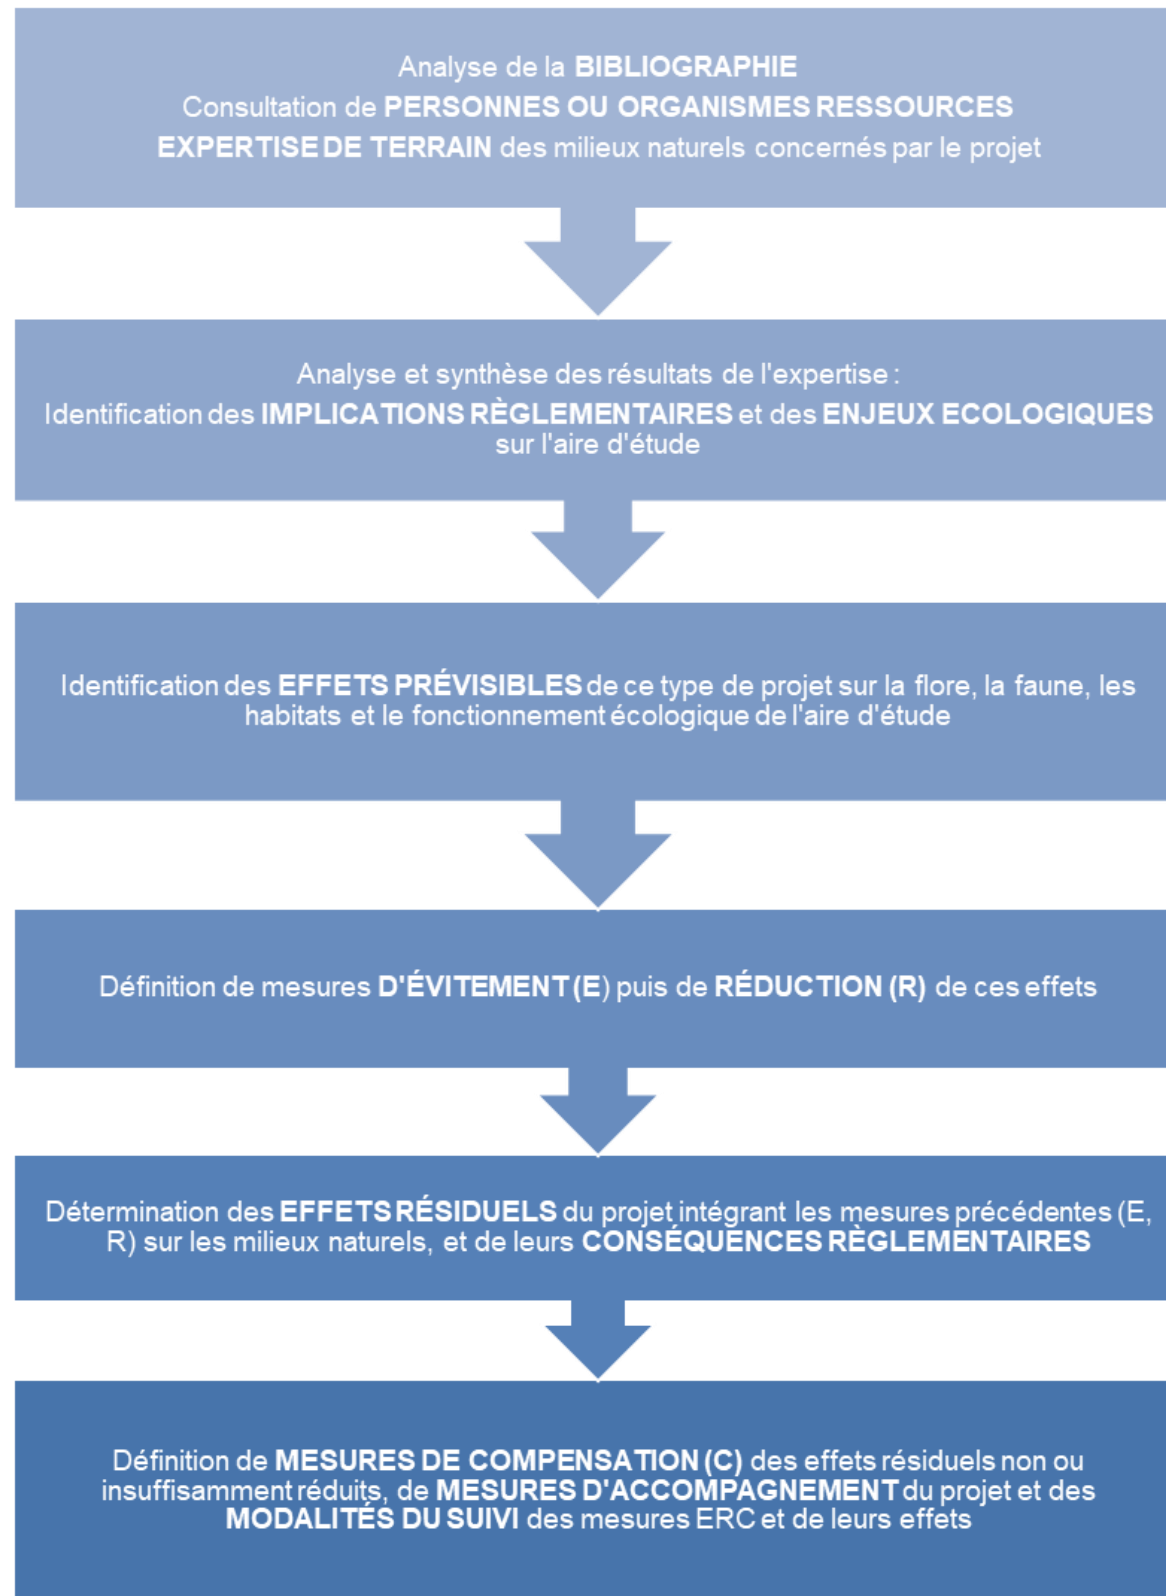 Analyse de la BIBLIOGRAPHIE
Consultation de PERSONNES OU ORGANISMES RESSOURCES
EXPERTISE DE TERRAIN des milieux naturels concernés par le projet
Analyse et synthèse des résultats de l'expertise :
Identification des IMPLICATIONS RÈGLEMENTAIRES et des ENJEUX ECOLOGIQUES
sur l'aire d'étude
Identification des EFFETS PRÉVISIBLES de ce type de projet sur la flore, la faune, les
habitats et le fonctionnement écologique de l'aire d'étude
Définition de mesures D'ÉVITEMENT (E) puis de RÉDUCTION (R) de ces effets
Détermination des EFFETS RÉSIDUELS du projet intégrant les mesures précédentes (E,
R) sur les milieux naturels, et de leurs CONSÉQUENCES RÈGLEMENTAIRES
Définition de MESURES DE COMPENSATION (C) des effets résiduels non ou
insuffisamment réduits, de MESURES D'ACCOMPAGNEMENT du projet et des
MODALITÉS DU SUIVI des mesures ERC et de leurs effets